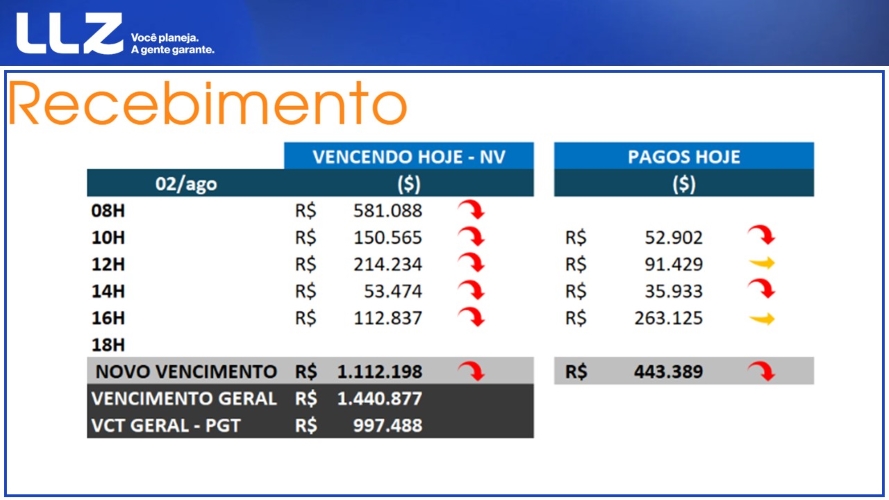 LLZ
Você planeja.
A gente garante.
Recebimento
VENCENDO HOJE - NV PAGOS HOJE
02/ago ($) ($)
08H R$ 581.088
10H R$ 150.565 R$ 52.902
12H R$ 214.234 R$ 91.429
14H R$ 53.474 R$ 35.933
16H R$ 112.837 R$ 263.125
18H
NOVO VENCIMENTO R$ 1.112.198 R$ 443.389
VENCIMENTO GERAL R$ 1.440.877
VCT GERAL - PGT R$ 997.488